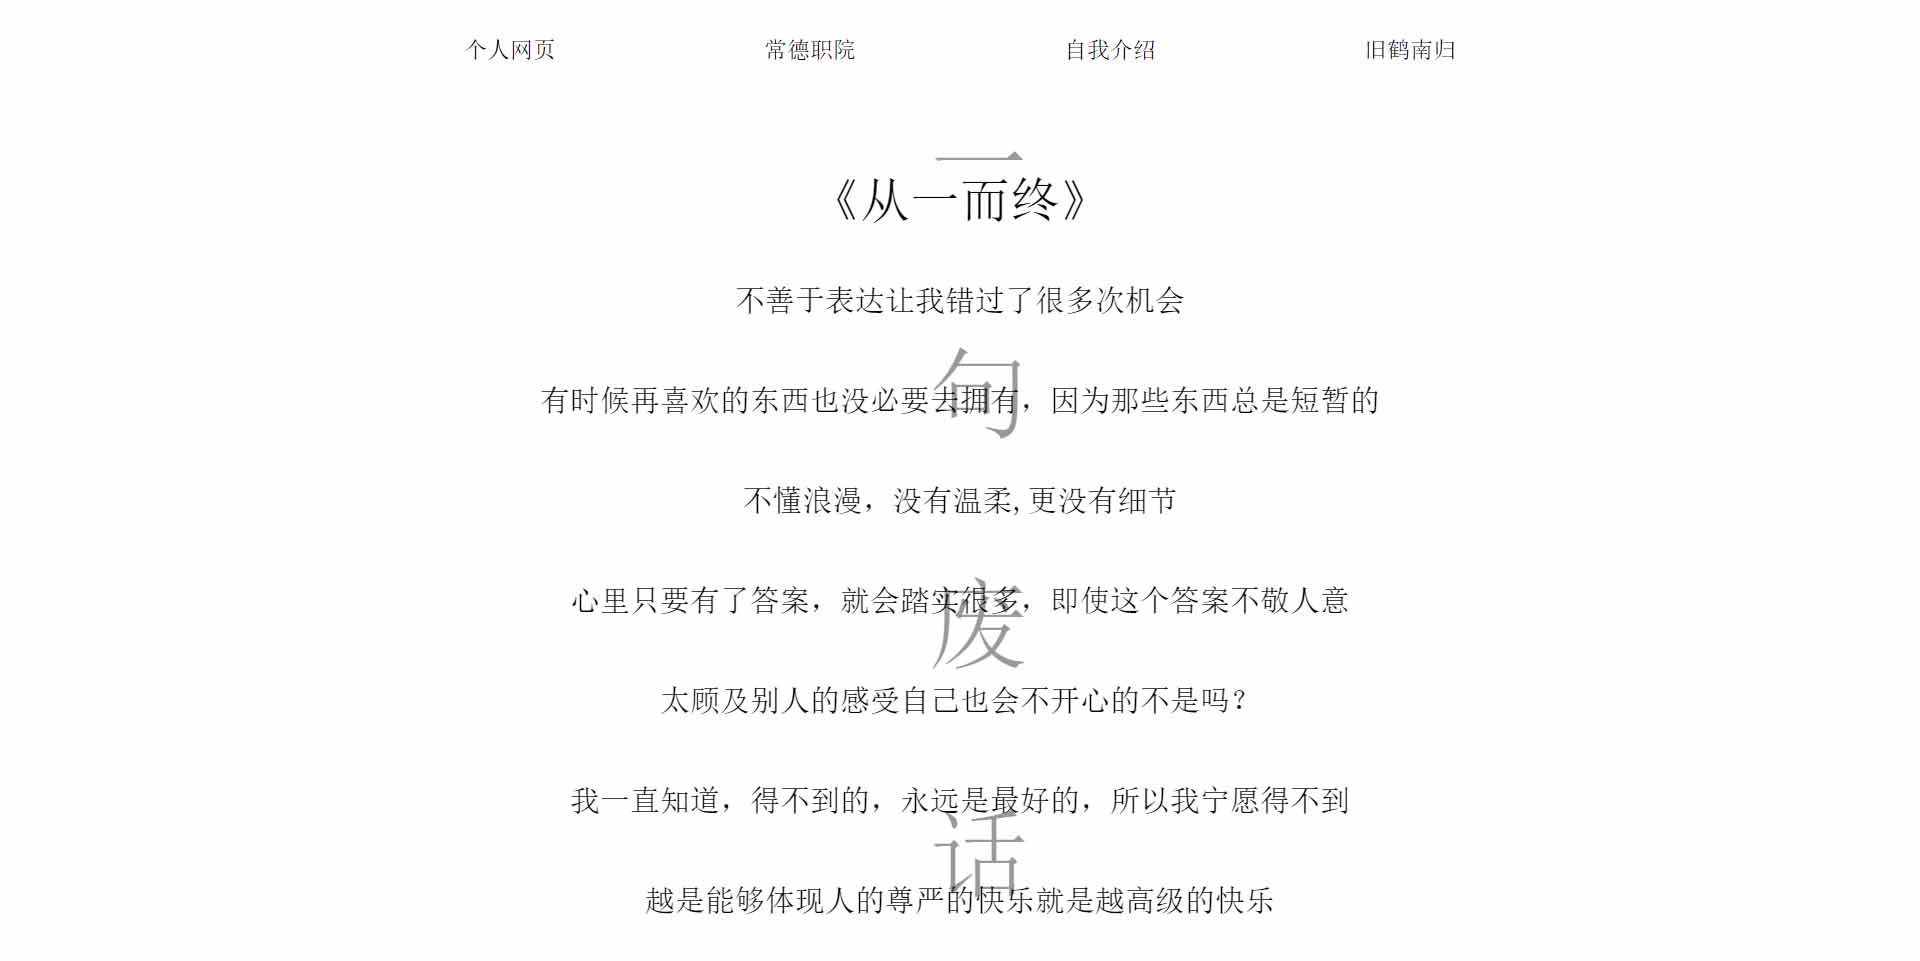 个人网页 常德职院 自我介绍 旧鹤南归
《从一而终》
不善于表达让我错过了很多次机会
有时候再喜欢的东西也没必要去拥有，因为那些东西总是短暂的
不懂浪漫，没有温柔,更没有细节
心里只要有了答案，就会踏实很多，即使这个答案不敬人意
太顾及别人的感受自己也会不开心的不是吗？
我一直知道，得不到的，永远是最好的，所以我宁愿得不到
越是能够体现人的尊严的快乐就是越高级的快乐
一句废话